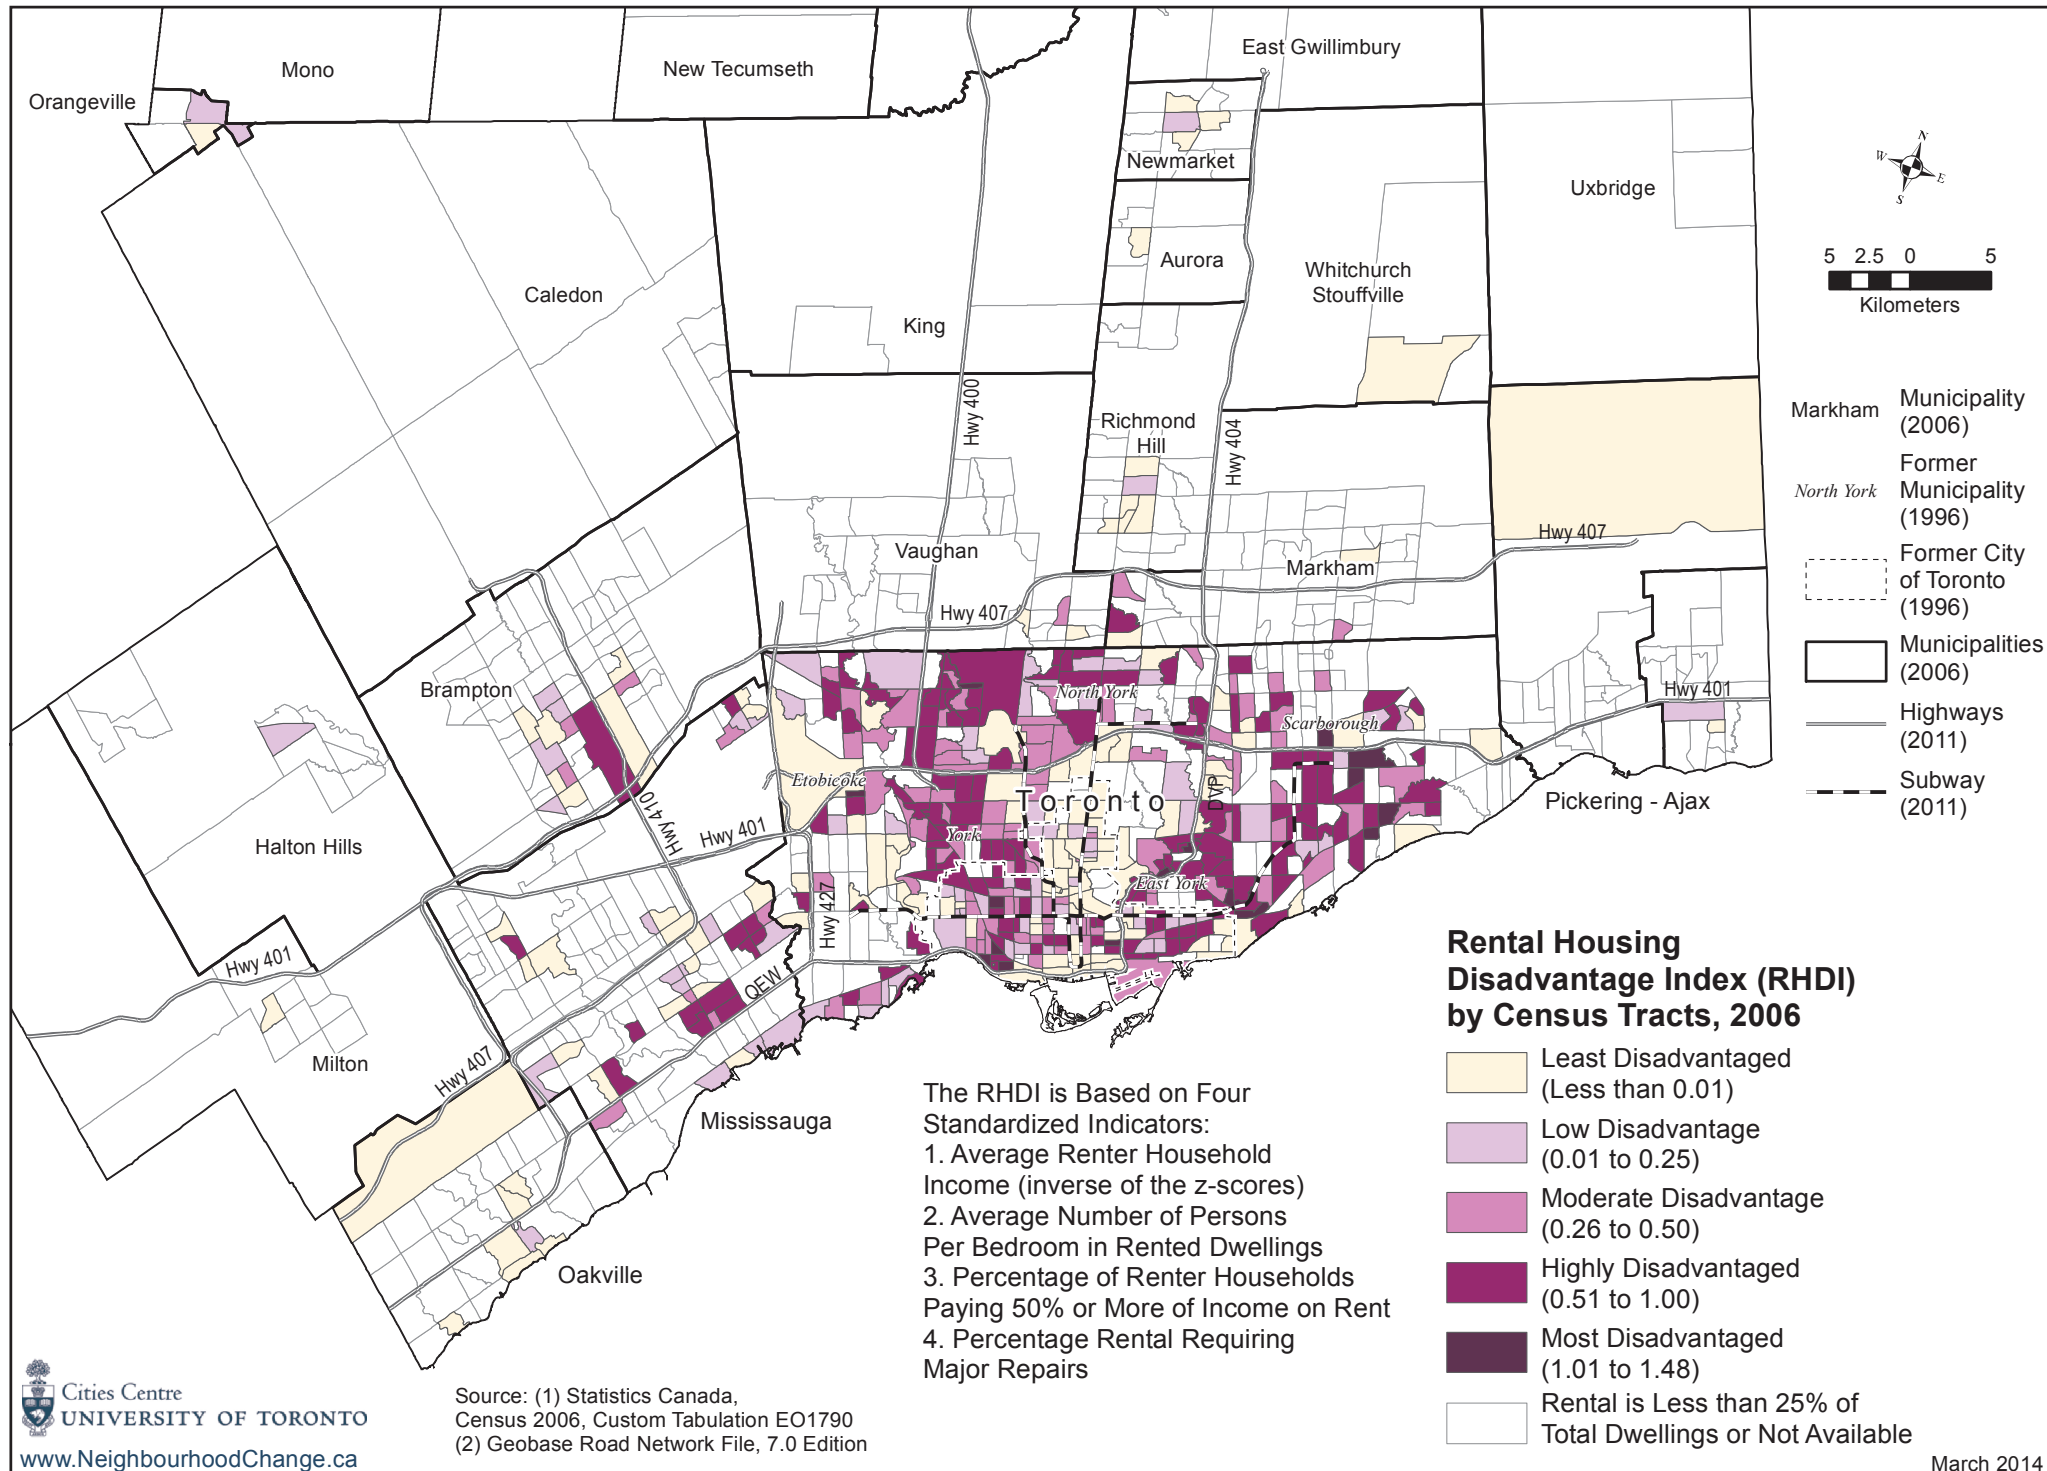 East Gwillimbury
Mono
New Tecumseth
Orangeville
Newmarket
Uxbridge
N
W
E
S
Aurora
Whitchurch
Stouffville
5 2.5 0 5
Kilometers
Caledon
King
Hwy 400
Richmond
Hill
Hwy 404
Markham
Municipality
(2006)
North York
Former
Municipality
(1996)
Former City
of Toronto
(1996)
Municipalities
(2006)
Highways
(2011)
Subway
(2011)
Vaughan
Hwy 407
Markham
Hwy 407
Brampton
North York
Hwy 401
Scarborough
Etobicoke
Toronto
DVP
Pickering - Ajax
Hwy 410
Hwy 401
York
Halton Hills
East York
Hwy 427
Hwy 401
QEW
Milton
Hwy 407
Mississauga
Oakville
The RHDI is Based on Four
Standardized Indicators:
1. Average Renter Household
Income (inverse of the z-scores)
2. Average Number of Persons
Per Bedroom in Rented Dwellings
3. Percentage of Renter Households
Paying 50% or More of Income on Rent
4. Percentage Rental Requiring
Major Repairs
Rental Housing
Disadvantage Index (RHDI)
by Census Tracts, 2006
Least Disadvantaged
(Less than 0.01)
Low Disadvantage
(0.01 to 0.25)
Moderate Disadvantage
(0.26 to 0.50)
Highly Disadvantaged
(0.51 to 1.00)
Most Disadvantaged
(1.01 to 1.48)
Rental is Less than 25% of
Total Dwellings or Not Available
Cities Centre
UNIVERSITY OF TORONTO
www.NeighbourhoodChange.ca
Source: (1) Statistics Canada,
Census 2006, Custom Tabulation EO1790
(2) Geobase Road Network File, 7.0 Edition
March 2014